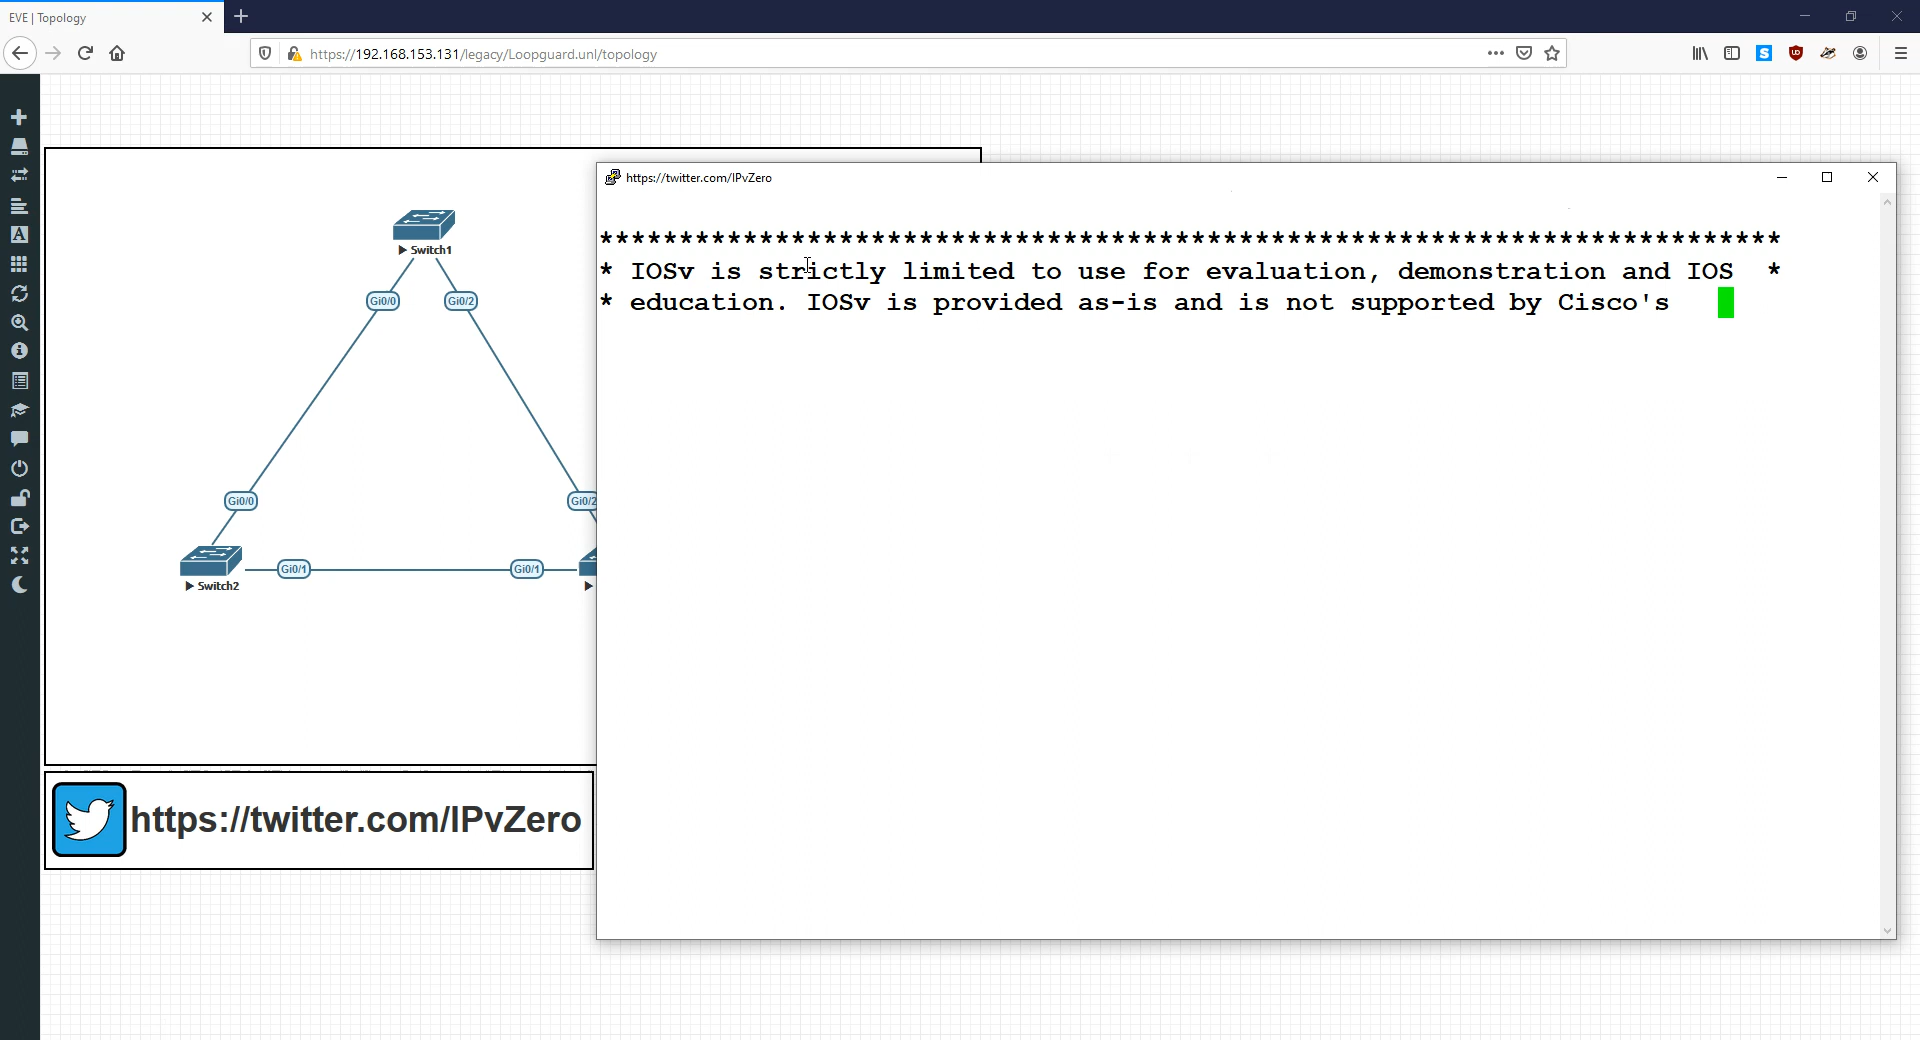 EVE | Topology
https://192.168.153.131/legacy/Loopguard.unl/topology
https://twitter.com/IPvZero
*******************************************************************************
* IOSv is strictly limited to use for evaluation, demonstration and IOS  *
* education. IOSv is provided as-is and is not supported by Cisco's
Switch1
Gi0/0
Gi0/2
Gi0/0
Gi0/2
Gi0/1
Gi0/1
Switch2
https://twitter.com/IPvZero